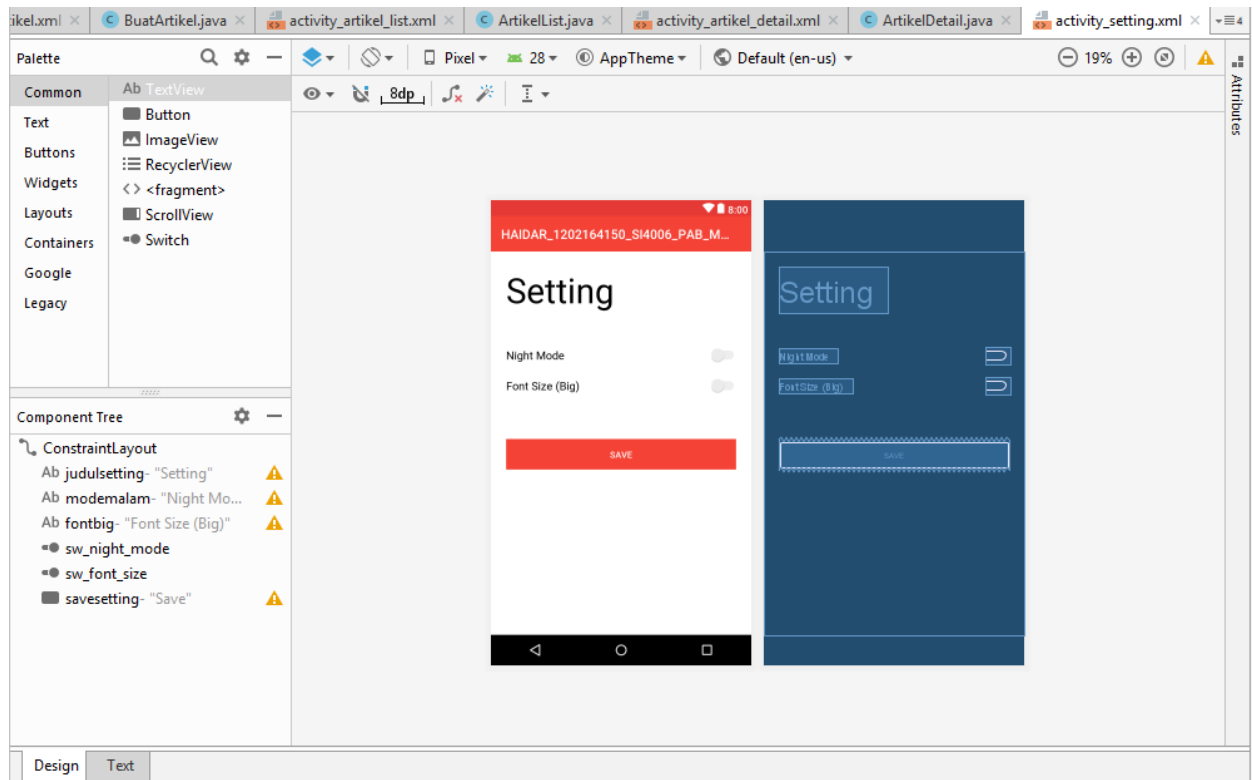 ikel.xml × BuatArtikel.java × activity_artikel_list.xml × ArtikelList.java × activity_artikel_detail.xml × ArtikelDetail.java × activity_setting.xml × 4
Palette
Pixel 28 AppTheme Default (en-us) 19%
Attributes
8dp
Common
Text
Buttons
Widgets
Layouts
Containers
Google
Legacy
Ab TextView
Button
ImageView
RecyclerView
<> <fragment>
ScrollView
Switch
Component Tree
ConstraintLayout
Ab judulsetting- "Setting"
Ab modemalam- "Night Mo...
Ab fontbig- "Font Size (Big)"
sw_night_mode
sw_font_size
savesetting- "Save"
8:00
HAIDAR_1202164150_SI4006_PAB_M...
Setting
Night Mode
Font Size (Big)
SAVE
Setting
Night Mode
Font Size (Big)
SAVE
Design Text